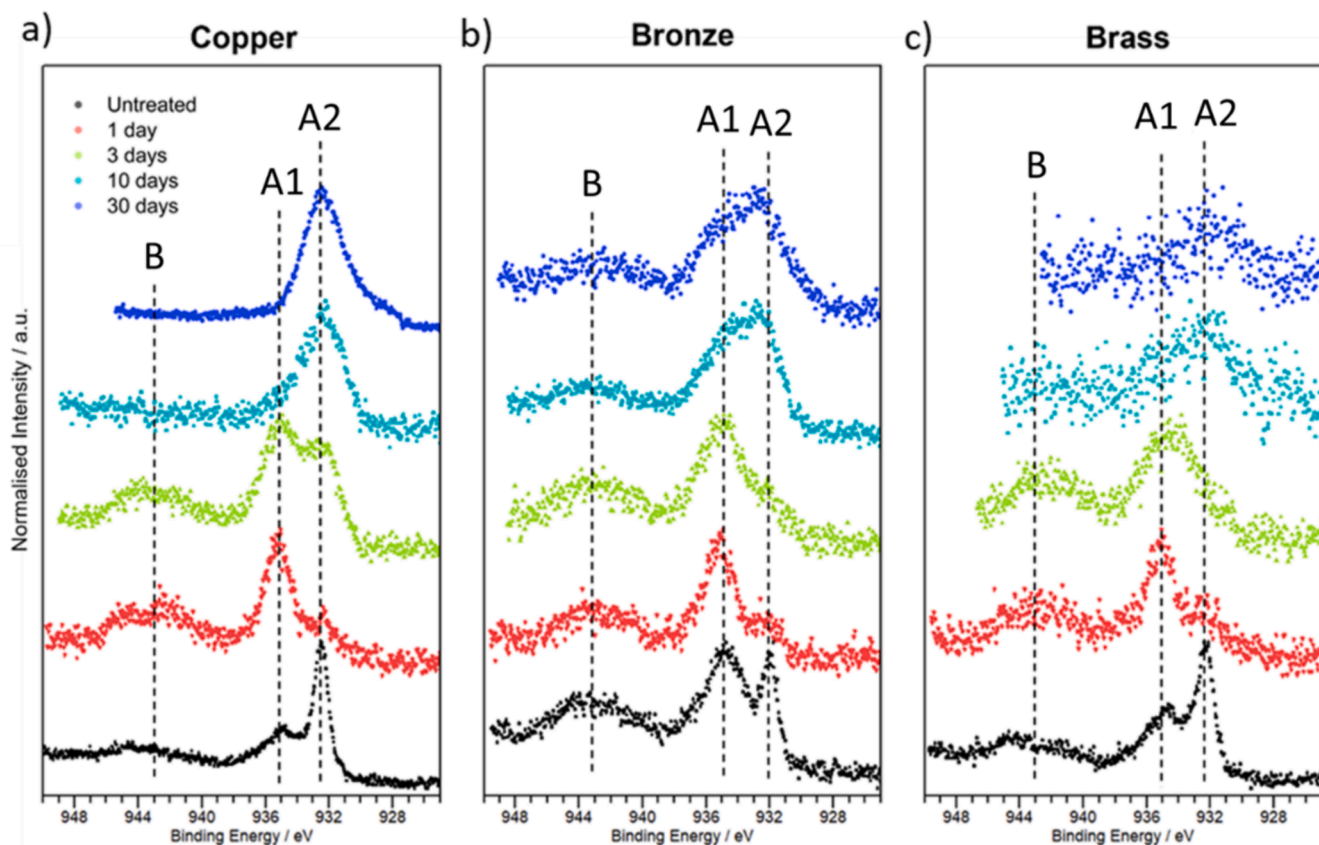 a) Copper
b) Bronze
c) Brass
Untreated
1 day
3 days
10 days
30 days
B
A1
A2
B
A1
A2
B
A1
A2
Normalised Intensity / a.u.
948 944 940 936 932 928
948 944 940 936 932 928
948 944 940 936 932 928
Binding Energy / eV
Binding Energy / eV
Binding Energy / eV